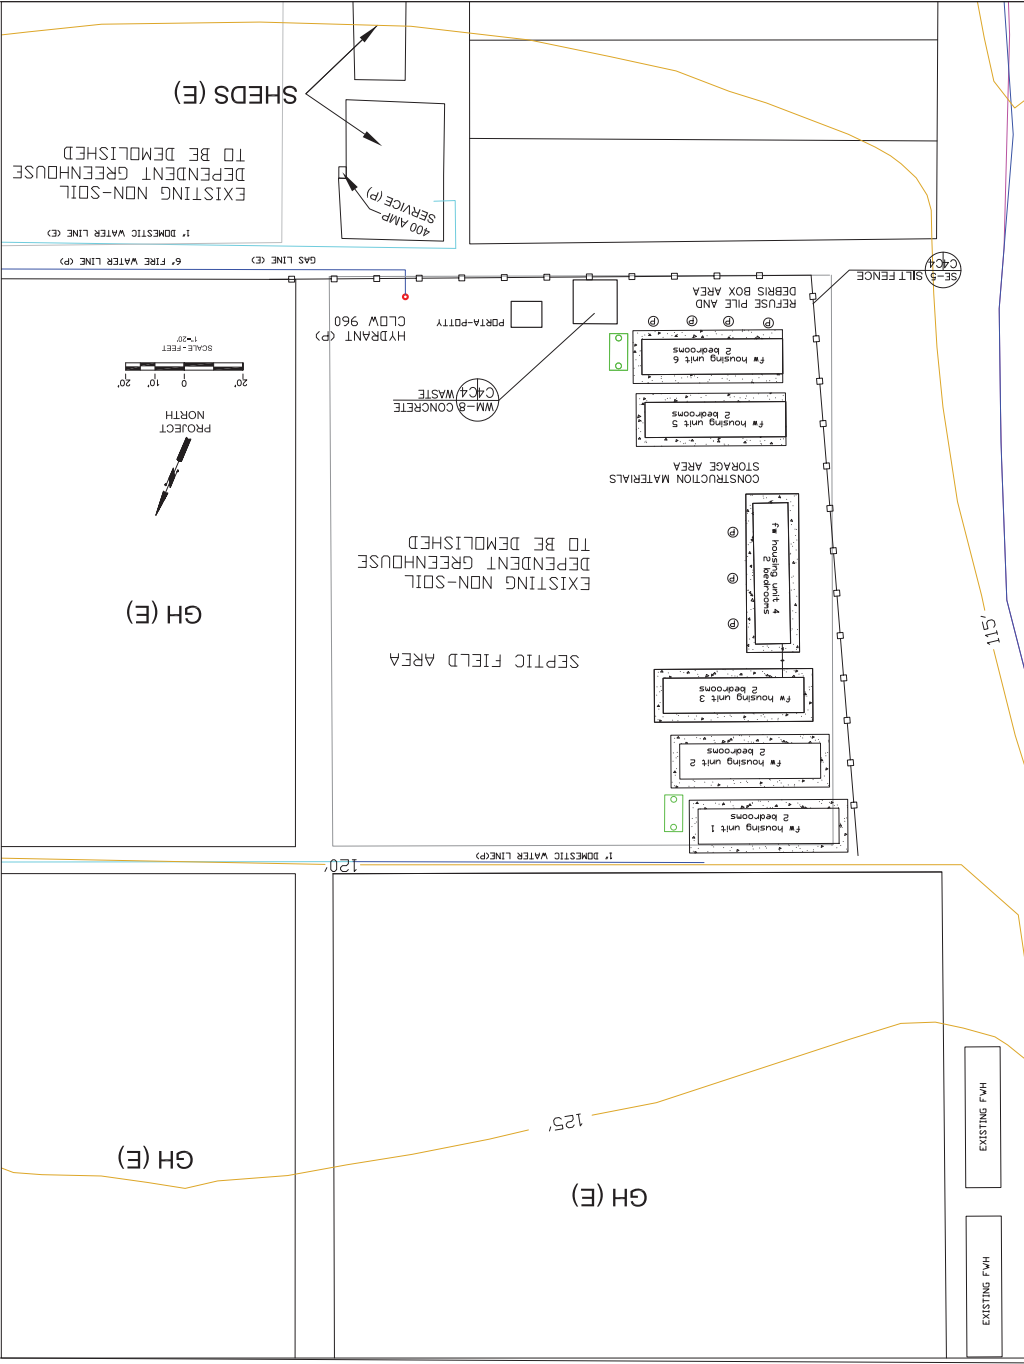 EXISTING FWH
EXISTING FWH
GH (E)
GH (E)
125'
120'
1" DOMESTIC WATER LINE(P)
fw housing unit 1
2 bedrooms
fw housing unit 2
2 bedrooms
fw housing unit 3
2 bedrooms
115'
SEPTIC FIELD AREA
GH (E)
fw housing unit 4
2 bedrooms
P
P
P
EXISTING NON-SOIL
DEPENDENT GREENHOUSE
TO BE DEMOLISHED
CONSTRUCTION MATERIALS
STORAGE AREA
PROJECT
NORTH
fw housing unit 5
2 bedrooms
WM-8
C4C4
CONCRETE
WASTE
20' 0 10' 20'
SCALE-FEET
1"=20'
fw housing unit 6
2 bedrooms
P P P P
HYDRANT (P)
CLOW 960
PORTA-POTTY
REFUSE PILE AND
DEBRIS BOX AREA
SE-5
C4C4
SILT FENCE
GAS LINE (E)
6" FIRE WATER LINE (P)
1" DOMESTIC WATER LINE (E)
400 AMP
SERVICE (P)
EXISTING NON-SOIL
DEPENDENT GREENHOUSE
TO BE DEMOLISHED
SHEDS (E)